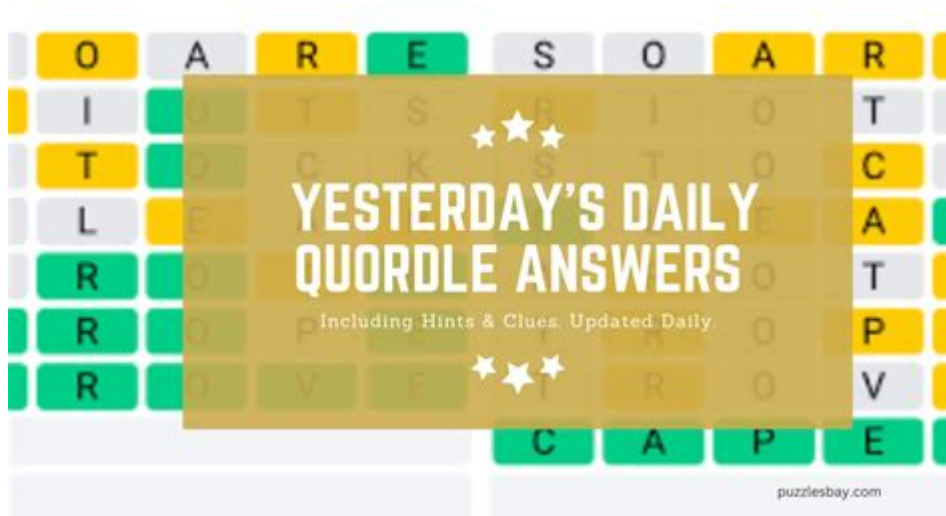 O A R E S O A R
I O T S R I O T
T O C K S T O C
YESTERDAY'S DAILY
L E E A
QUORDLE ANSWERS
R O O T
Including Hints & Clues. Updated Daily.
R O P R O P
R O V E R O V
C A P E
puzzlesbay.com